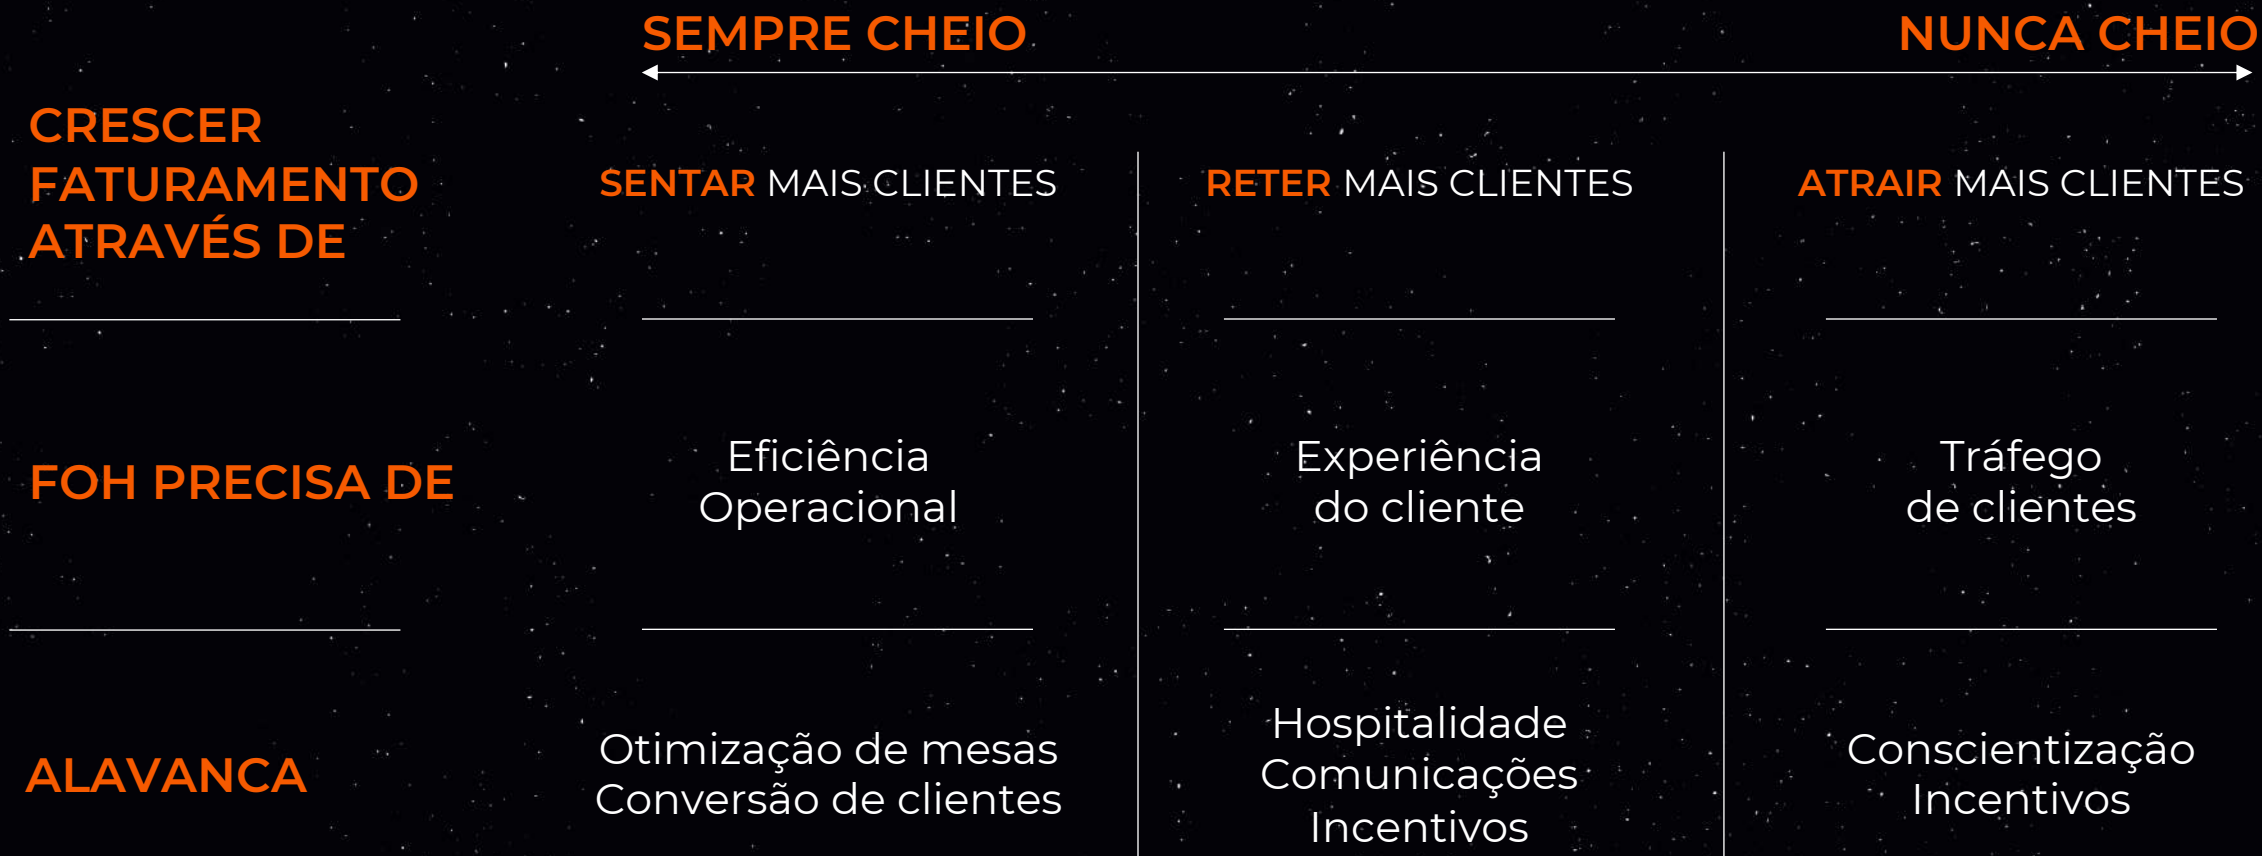 SEMPRE CHEIO
NUNCA CHEIO
CRESCER
FATURAMENTO
ATRAVÉS DE
SENTAR MAIS CLIENTES
RETER MAIS CLIENTES
ATRAIR MAIS CLIENTES
FOH PRECISA DE
Eficiência
Operacional
Experiência
do cliente
Tráfego
de clientes
ALAVANCA
Otimização de mesas
Conversão de clientes
Hospitalidade
Comunicações
Incentivos
Conscientização
Incentivos